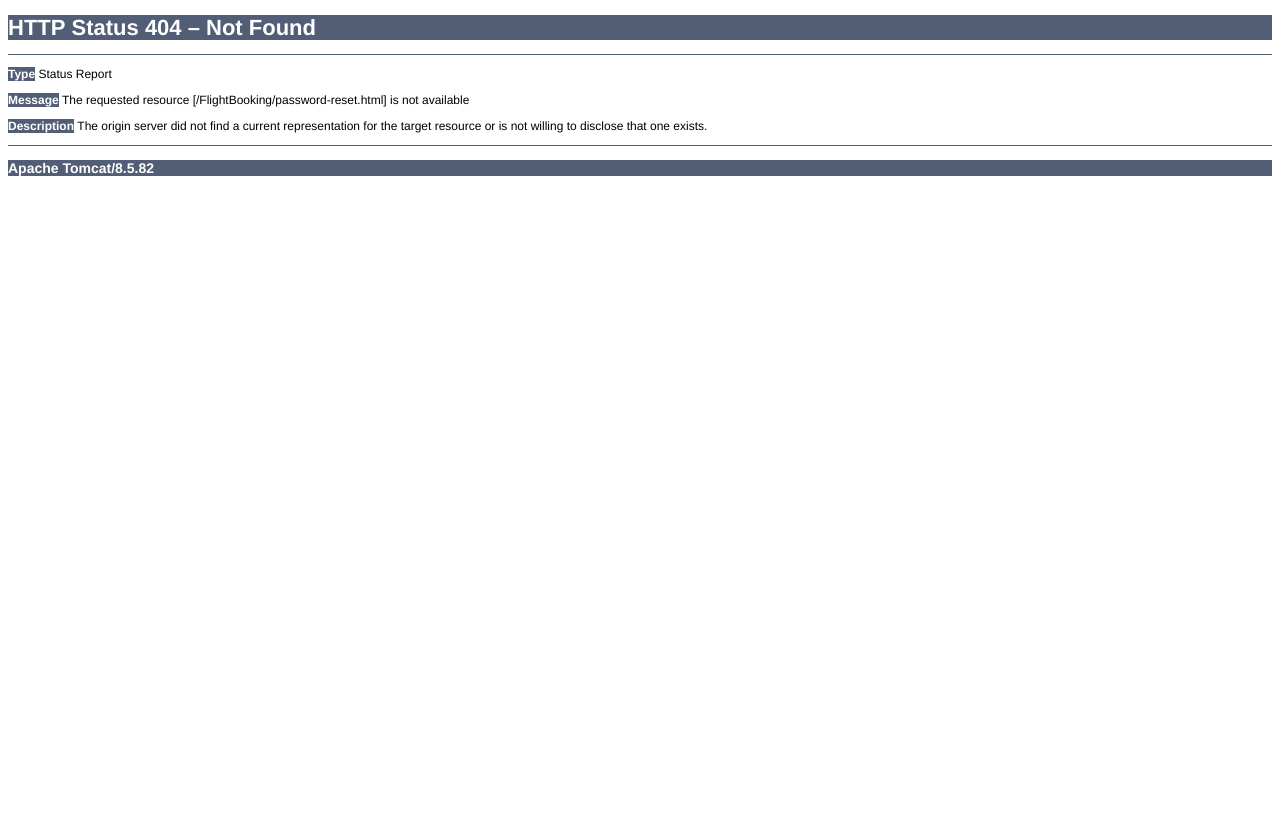 HTTP Status 404 – Not Found
Type Status Report
Message The requested resource [/FlightBooking/password-reset.html] is not available
Description The origin server did not find a current representation for the target resource or is not willing to disclose that one exists.
Apache Tomcat/8.5.82